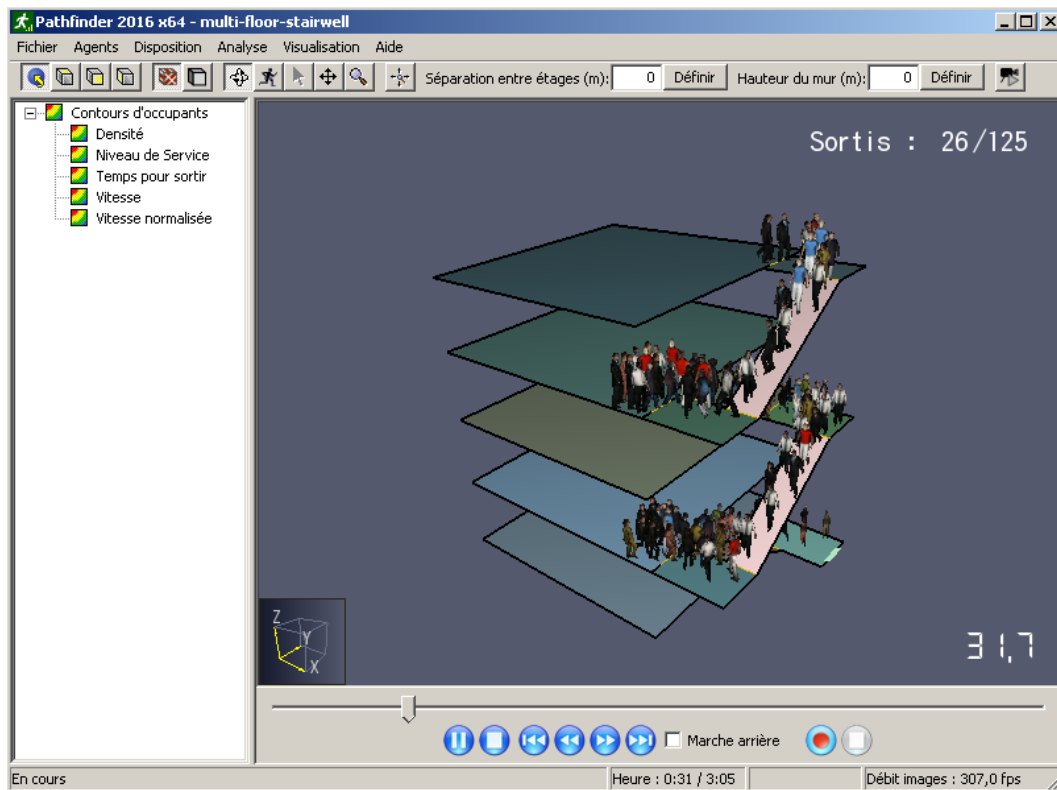 Pathfinder 2016 x64 - multi-floor-stairwell
Fichier Agents Disposition Analyse Visualisation Aide
Séparation entre étages (m): 0 Définir Hauteur du mur (m): 0 Définir
Contours d'occupants
Densité
Niveau de Service
Temps pour sortir
Vitesse
Vitesse normalisée
Sortis : 26/125
Z
Y
X
31,7
Marche arrière
En cours Heure : 0:31 / 3:05 Débit images : 307,0 fps